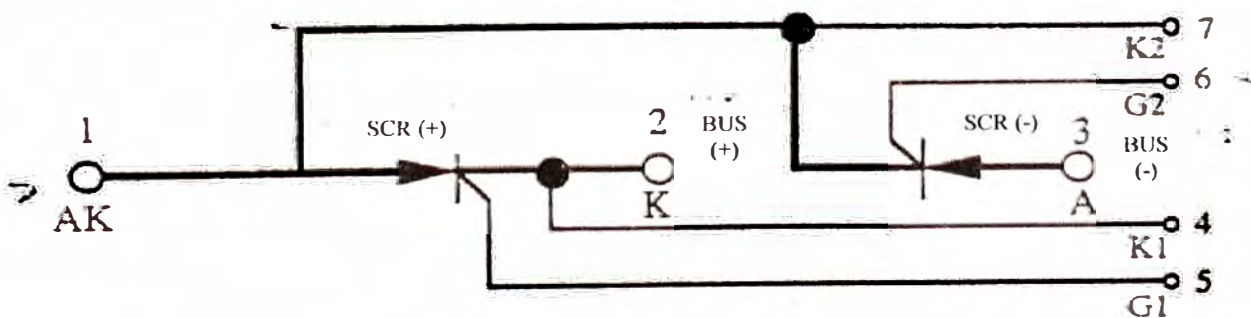 7
K2
6
G2
1
SCR (+)
2
BUS
(+)
SCR (-)
3
BUS
(-)
AK
K
A
4
K1
5
G1